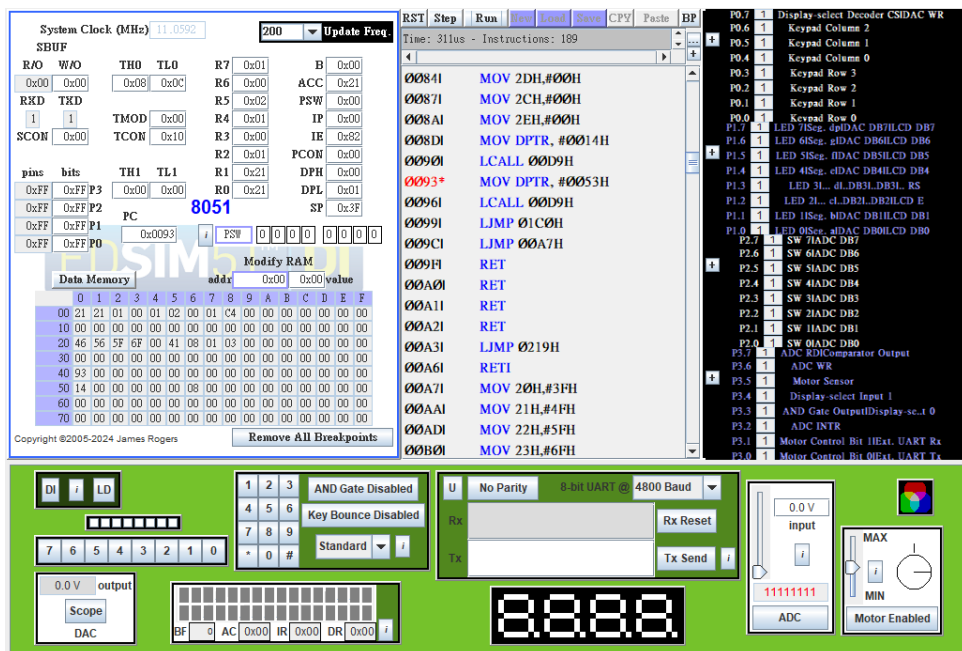 System Clock (MHz) 11.0592 200 Update Freq.
SBUF
R/O W/O TH0 TL0 R7 0x01 B 0x00
0x00 0x00 0x08 0x0C R6 0x00 ACC 0x21
RXD TXD R5 0x02 PSW 0x00
1 1 TMOD 0x00 R4 0x01 IP 0x00
SCON 0x00 TCON 0x10 R3 0x00 IE 0x82
R2 0x01 PCON 0x00
pins bits TH1 TL1 R1 0x21 DPH 0x00
0xFF 0xFF P3 0x00 0x00 R0 0x21 DPL 0x01
0xFF 0xFF P2 PC 8051 SP 0x3F
0xFF 0xFF P1 0x0093 i PSW 0 0 0 0 0 0 0 0
0xFF 0xFF P0
Modify RAM
Data Memory addr 0x00 0x00 value
0 1 2 3 4 5 6 7 8 9 A B C D E F
00 21 21 01 00 01 02 00 01 C4 00 00 00 00 00 00 00
10 00 00 00 00 00 00 00 00 00 00 00 00 00 00 00 00
20 46 56 5F 6F 00 41 08 01 03 00 00 00 00 00 00 00
30 00 00 00 00 00 00 00 00 00 00 00 00 00 00 00 00
40 93 00 00 00 00 00 00 00 00 00 00 00 00 00 00 00
50 14 00 00 00 00 00 08 00 00 00 00 00 00 00 00 00
60 00 00 00 00 00 00 00 00 00 00 00 00 00 00 00 00
70 00 00 00 00 00 00 00 00 00 00 00 00 00 00 00 00
Copyright ©2005-2024 James Rogers Remove All Breakpoints
RST Step Run New Load Save CPY Paste BP
Time: 311us - Instructions: 189
...
+
0084| MOV 2DH,#00H
0087| MOV 2CH,#00H
008A| MOV 2EH,#00H
008D| MOV DPTR, #0014H
0090| LCALL 00D9H
0093* MOV DPTR, #0053H
0096| LCALL 00D9H
0099| LJMP 01C0H
009C| LJMP 00A7H
009F| RET
00A0| RET
00A1| RET
00A2| RET
00A3| LJMP 0219H
00A6| RETI
00A7| MOV 20H,#3FH
00AA| MOV 21H,#4FH
00AD| MOV 22H,#5FH
00B0| MOV 23H,#6FH
P0.7 1 Display-select Decoder CS|DAC WR
P0.6 1 Keypad Column 2
+ P0.5 1 Keypad Column 1
P0.4 1 Keypad Column 0
P0.3 1 Keypad Row 3
P0.2 1 Keypad Row 2
P0.1 1 Keypad Row 1
P0.0 1 Keypad Row 0
P1.7 1 LED 7|Seg. dp|DAC DB7|LCD DB7
P1.6 1 LED 6|Seg. g|DAC DB6|LCD DB6
+ P1.5 1 LED 5|Seg. f|DAC DB5|LCD DB5
P1.4 1 LED 4|Seg. e|DAC DB4|LCD DB4
P1.3 1 LED 3|... d|..DB3|..DB3|.. RS
P1.2 1 LED 2|... c|..DB2|..DB2|LCD E
P1.1 1 LED 1|Seg. b|DAC DB1|LCD DB1
P1.0 1 LED 0|Seg. a|DAC DB0|LCD DB0
P2.7 1 SW 7|ADC DB7
P2.6 1 SW 6|ADC DB6
+ P2.5 1 SW 5|ADC DB5
P2.4 1 SW 4|ADC DB4
P2.3 1 SW 3|ADC DB3
P2.2 1 SW 2|ADC DB2
P2.1 1 SW 1|ADC DB1
P2.0 1 SW 0|ADC DB0
P3.7 1 ADC RD|Comparator Output
P3.6 1 ADC WR
+ P3.5 1 Motor Sensor
P3.4 1 Display-select Input 1
P3.3 1 AND Gate Output|Display-se..t 0
P3.2 1 ADC INTR
P3.1 1 Motor Control Bit 1|Ext. UART Rx
P3.0 1 Motor Control Bit 0|Ext. UART Tx
DI i LD
7 6 5 4 3 2 1 0
0.0 V output
Scope
DAC
1 2 3
4 5 6
7 8 9
* 0 #
AND Gate Disabled
Key Bounce Disabled
Standard i
BF 0 AC 0x00 IR 0x00 DR 0x00 i
U No Parity 8-bit UART @ 4800 Baud
Rx Rx Reset
Tx Tx Send i
8.8.8.8.
0.0 V
input
i
11111111
ADC
MAX
i
MIN
Motor Enabled